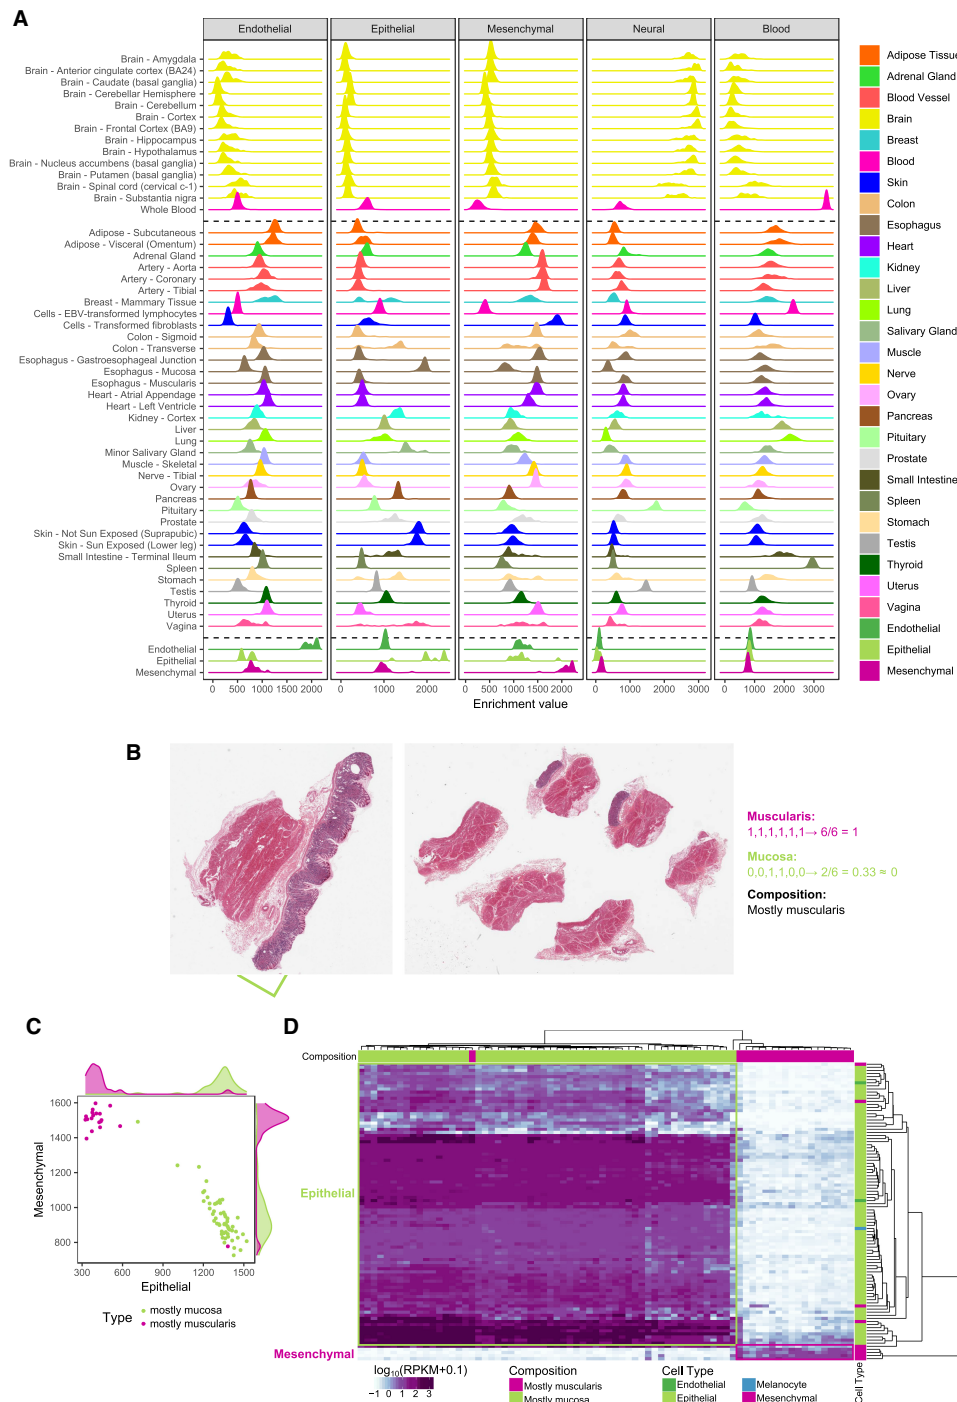 A
Endothelial
Epithelial
Mesenchymal
Neural
Blood
Brain - Amygdala
Brain - Anterior cingulate cortex (BA24)
Brain - Caudate (basal ganglia)
Brain - Cerebellar Hemisphere
Brain - Cerebellum
Brain - Cortex
Brain - Frontal Cortex (BA9)
Brain - Hippocampus
Brain - Hypothalamus
Brain - Nucleus accumbens (basal ganglia)
Brain - Putamen (basal ganglia)
Brain - Spinal cord (cervical c-1)
Brain - Substantia nigra
Whole Blood
Adipose - Subcutaneous
Adipose - Visceral (Omentum)
Adrenal Gland
Artery - Aorta
Artery - Coronary
Artery - Tibial
Breast - Mammary Tissue
Cells - EBV-transformed lymphocytes
Cells - Transformed fibroblasts
Colon - Sigmoid
Colon - Transverse
Esophagus - Gastroesophageal Junction
Esophagus - Mucosa
Esophagus - Muscularis
Heart - Atrial Appendage
Heart - Left Ventricle
Kidney - Cortex
Liver
Lung
Minor Salivary Gland
Muscle - Skeletal
Nerve - Tibial
Ovary
Pancreas
Pituitary
Prostate
Skin - Not Sun Exposed (Suprapubic)
Skin - Sun Exposed (Lower leg)
Small Intestine - Terminal Ileum
Spleen
Stomach
Testis
Thyroid
Uterus
Vagina
Endothelial
Epithelial
Mesenchymal
0 500 1000 1500 2000
0 1000 2000
0 500 1000 1500 2000
0 1000 2000 3000
0 1000 2000 3000
Enrichment value
Adipose Tissue
Adrenal Gland
Blood Vessel
Brain
Breast
Blood
Skin
Colon
Esophagus
Heart
Kidney
Liver
Lung
Salivary Gland
Muscle
Nerve
Ovary
Pancreas
Pituitary
Prostate
Small Intestine
Spleen
Stomach
Testis
Thyroid
Uterus
Vagina
Endothelial
Epithelial
Mesenchymal
B
Muscularis:
1,1,1,1,1,1→ 6/6 = 1
Mucosa:
0,0,1,1,0,0→ 2/6 = 0.33 ≈ 0
Composition:
Mostly muscularis
C
Mesenchymal
1600
1400
1200
1000
800
300 600 900 1200 1500
Epithelial
Type
mostly mucosa
mostly muscularis
D
Composition
Epithelial
Mesenchymal
Cell Type
log10(RPKM+0.1)
−1 0 1 2 3
Composition
Mostly muscularis
Mostly mucosa
Cell Type
Endothelial
Epithelial
Melanocyte
Mesenchymal